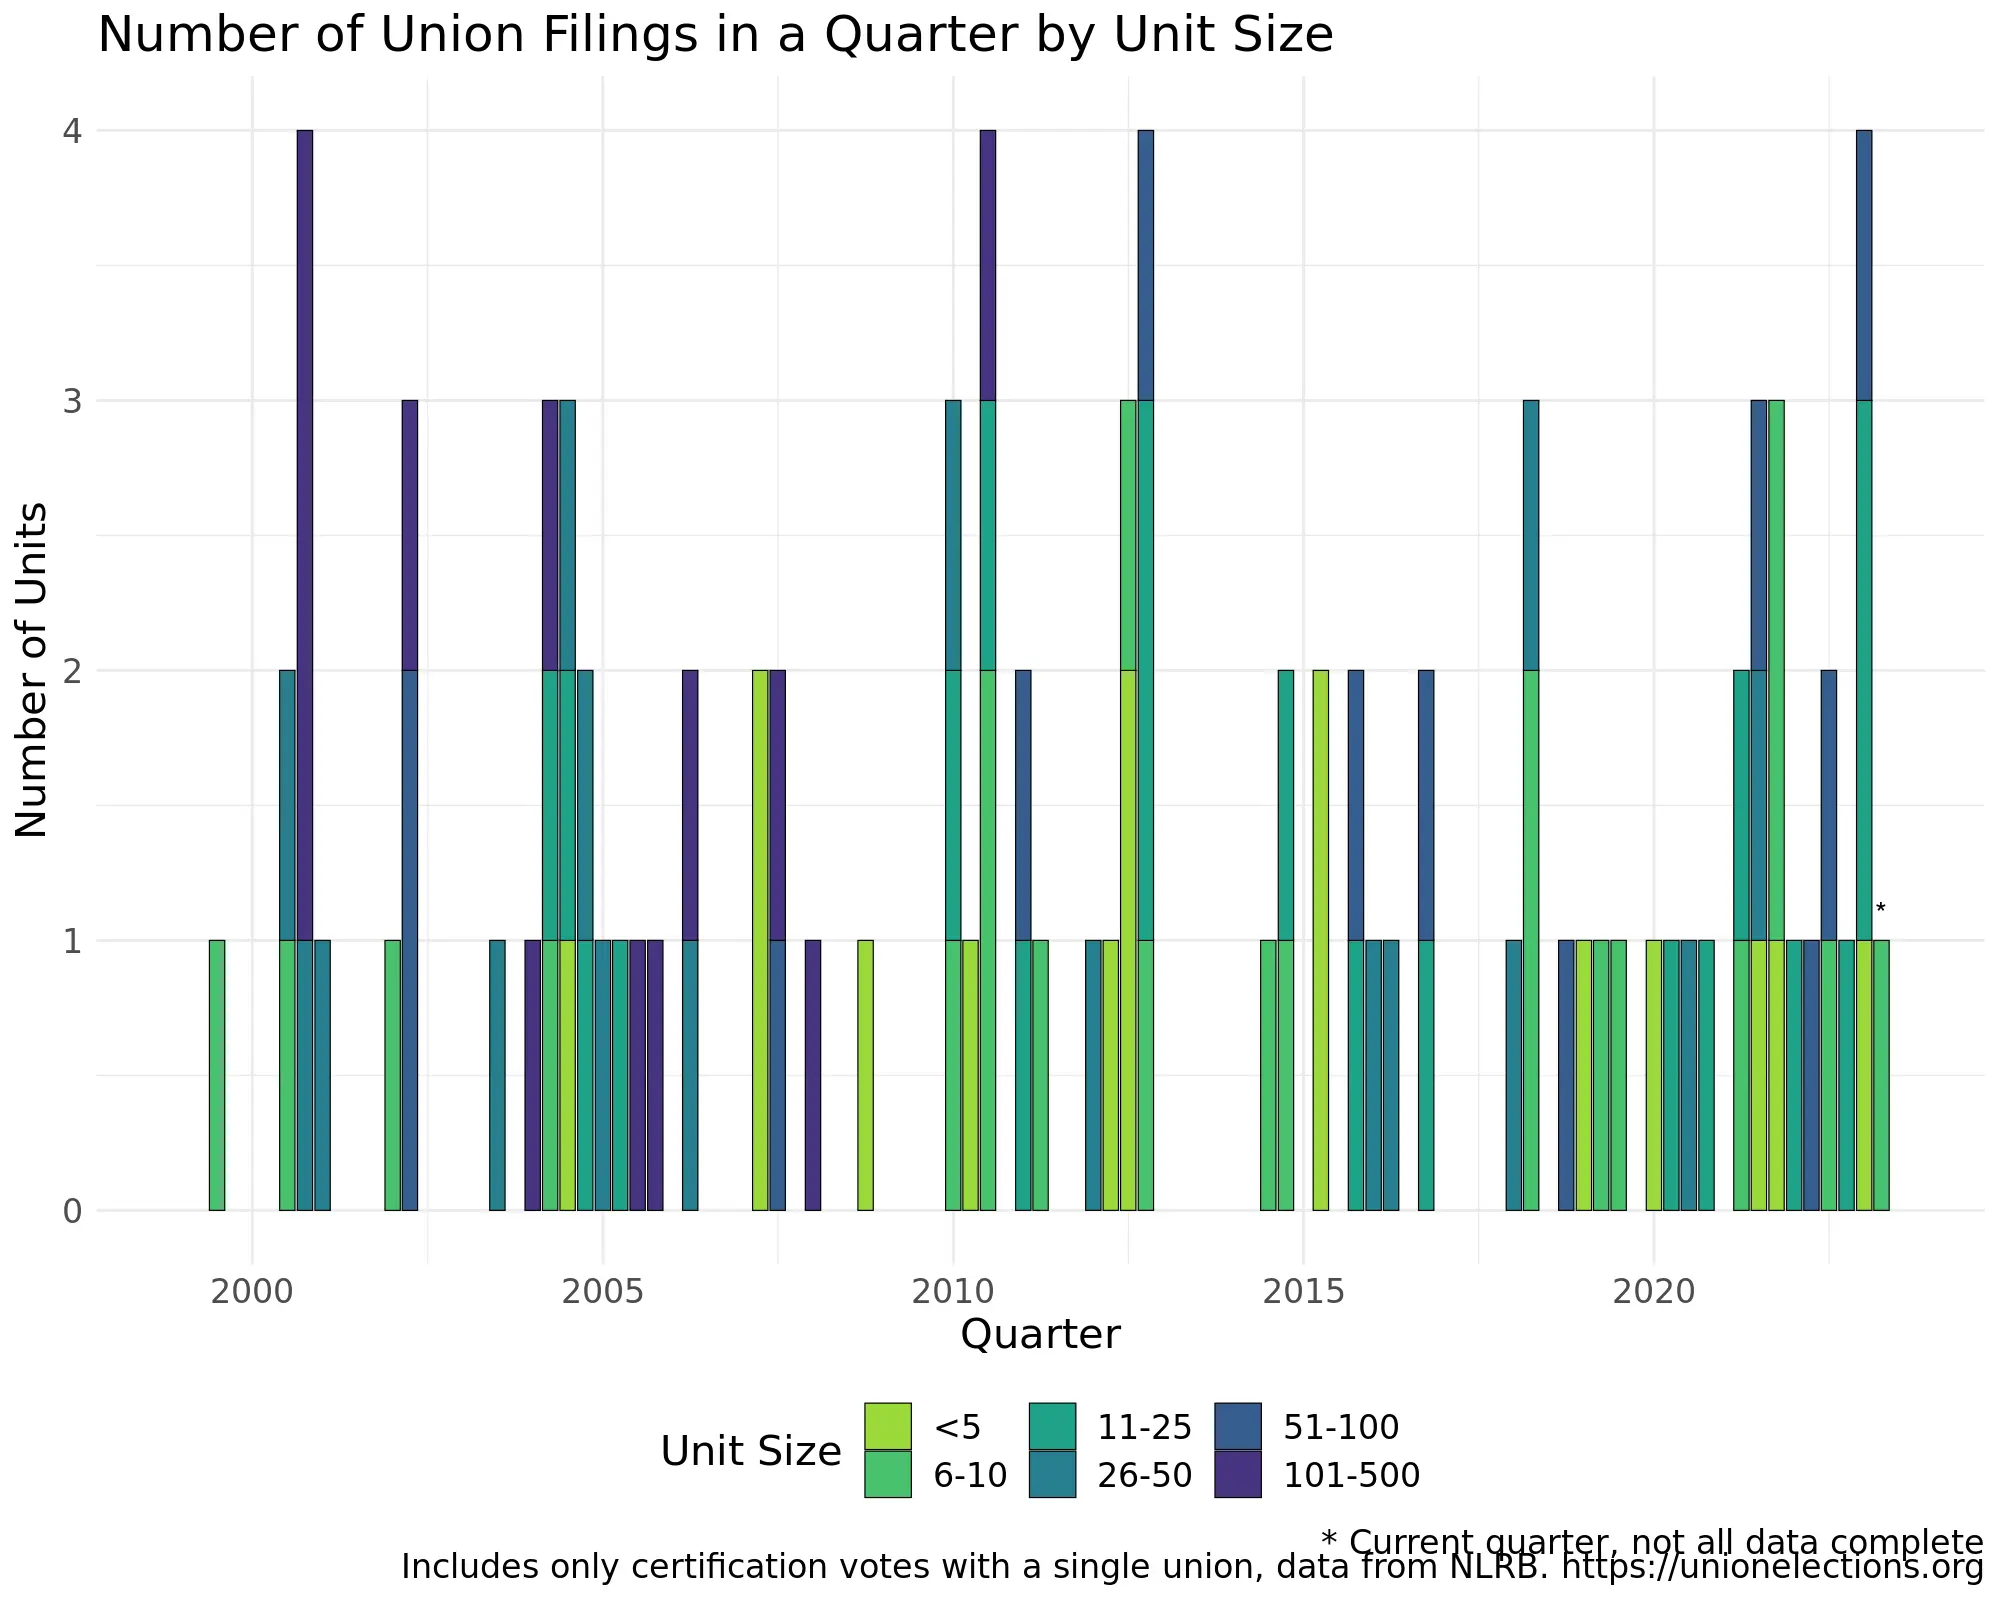 Number of Union Filings in a Quarter by Unit Size
Number of Units
4
3
2
1
0
*
2000 2005 2010 2015 2020
Quarter
Unit Size
<5 11-25 51-100
6-10 26-50 101-500
* Current quarter, not all data complete
Includes only certification votes with a single union, data from NLRB. https://unionelections.org